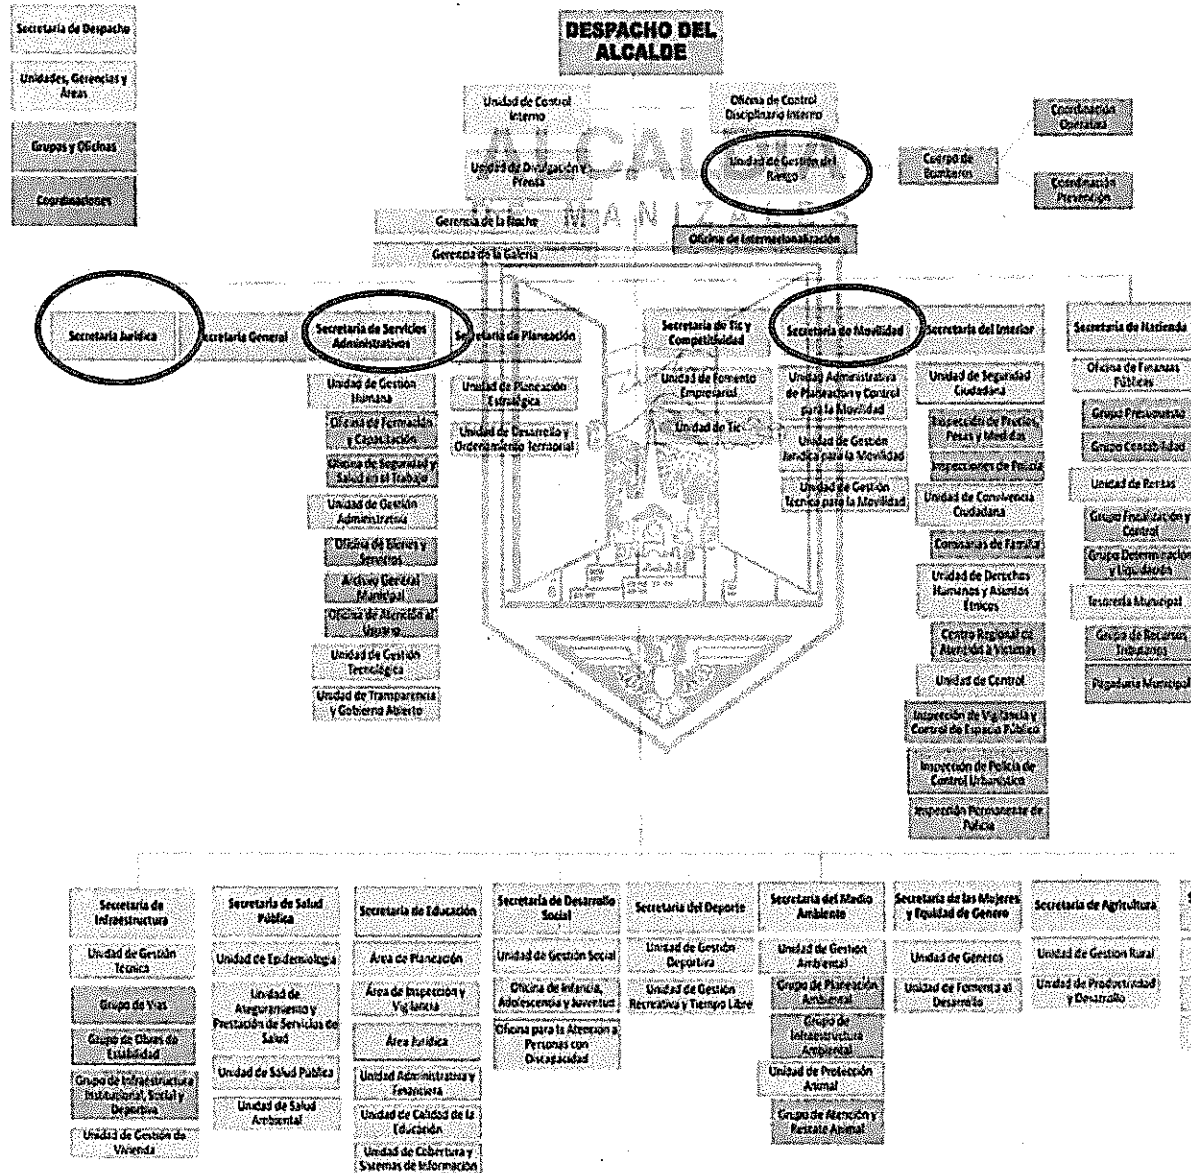 Secretaría de Despacho
Unidades, Gerencias y
Áreas
Grupos y Oficinas
Coordinaciones
DESPACHO DEL
ALCALDE
Unidad de Control
Interno
Oficina de Control
Disciplinario Interno
Unidad de Divulgación y
Prensa
Unidad de Gestión del
Riesgo
Cuerpo de
Bomberos
Coordinación
Operativa
Coordinación
Prevención
ALCALDÍA
DE MANIZALES
Gerencia de la Noche
Gerencia de la Galería
Oficina de Internacionalización
Secretaría Jurídica
Secretaría General
Secretaría de Servicios
Administrativos
Unidad de Gestión
Humana
Oficina de Formación
y Capacitación
Oficina de Seguridad y
Salud en el Trabajo
Unidad de Gestión
Administrativa
Oficina de Bienes y
Servicios
Archivo General
Municipal
Oficina de Atención al
Usuario
Unidad de Gestión
Tecnológica
Unidad de Transparencia
y Gobierno Abierto
Secretaría de Planeación
Unidad de Planeación
Estratégica
Unidad de Desarrollo y
Ordenamiento Territorial
Secretaría de Tic y
Competitividad
Unidad de Fomento
Empresarial
Unidad de Tic
Secretaría de Movilidad
Unidad Administrativa
de Planeación y Control
para la Movilidad
Unidad de Gestión
Jurídica para la Movilidad
Unidad de Gestión
Técnica para la Movilidad
Secretaría del Interior
Unidad de Seguridad
Ciudadana
Inspección de Precios,
Pesas y Medidas
Inspecciones de Policía
Unidad de Convivencia
Ciudadana
Comisarías de Familia
Unidad de Derechos
Humanos y Asuntos
Étnicos
Centro Regional de
Atención a Víctimas
Unidad de Control
Inspección de Vigilancia y
Control de Espacio Público
Inspección de Policía de
Control Urbanístico
Inspección Permanente de
Policía
Secretaría de Hacienda
Oficina de Finanzas
Públicas
Grupo Presupuesto
Grupo Contabilidad
Unidad de Rentas
Grupo Fiscalización y
Control
Grupo Determinación
y Liquidación
Tesorería Municipal
Grupo de Recursos
Tributarios
Pagaduría Municipal
Secretaría de
Infraestructura
Unidad de Gestión
Técnica
Grupo de Vías
Grupo de Obras de
Estabilidad
Grupo de Infraestructura
Institucional, Social y
Deportiva
Unidad de Gestión de
Vivienda
Secretaría de Salud
Pública
Unidad de Epidemiología
Unidad de
Aseguramiento y
Prestación de Servicios de
Salud
Unidad de Salud Pública
Unidad de Salud
Ambiental
Secretaría de Educación
Área de Planeación
Área de Inspección y
Vigilancia
Área Jurídica
Unidad Administrativa y
Financiera
Unidad de Calidad de la
Educación
Unidad de Cobertura y
Sistemas de Información
Secretaría de Desarrollo
Social
Unidad de Gestión Social
Oficina de Infancia,
Adolescencia y Juventud
Oficina para la Atención a
Personas con
Discapacidad
Secretaría del Deporte
Unidad de Gestión
Deportiva
Unidad de Gestión
Recreativa y Tiempo Libre
Secretaría del Medio
Ambiente
Unidad de Gestión
Ambiental
Grupo de Planeación
Ambiental
Grupo de
Infraestructura
Ambiental
Unidad de Protección
Animal
Grupo de Atención y
Rescate Animal
Secretaría de las Mujeres
y Equidad de Género
Unidad de Géneros
Unidad de Fomento al
Desarrollo
Secretaría de Agricultura
Unidad de Gestión Rural
Unidad de Productividad
y Desarrollo